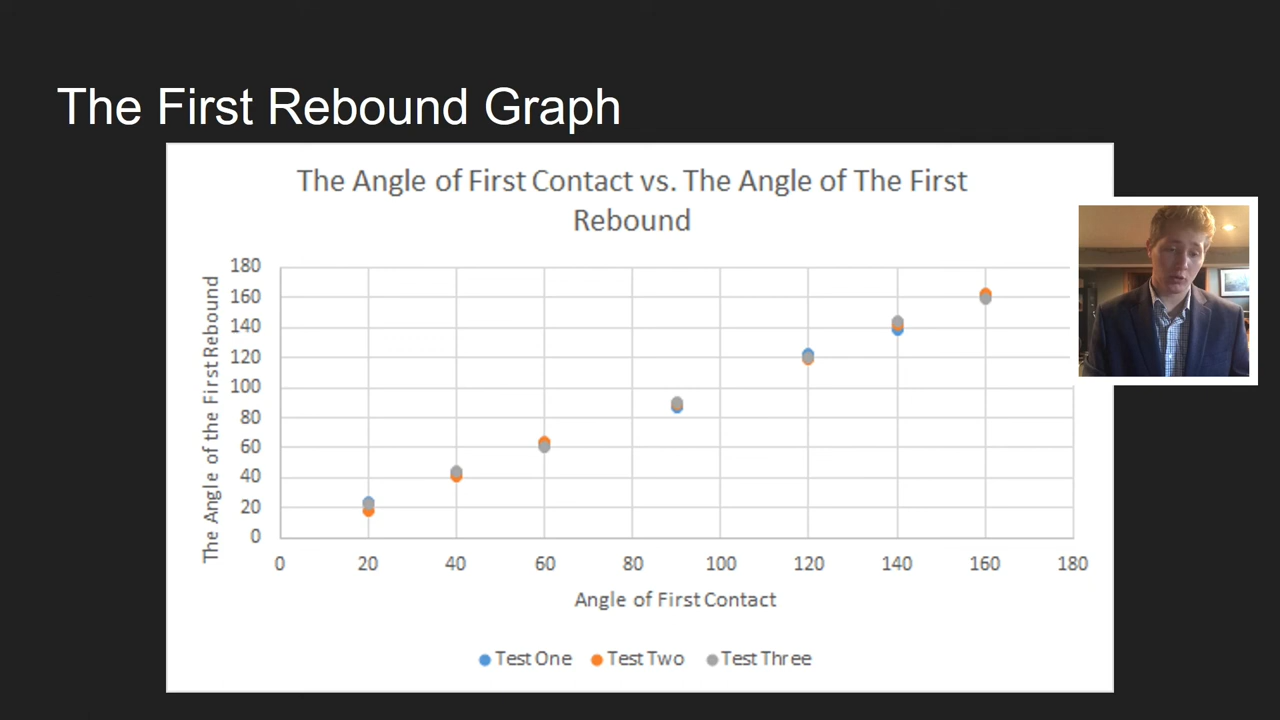 The First Rebound Graph
The Angle of First Contact vs. The Angle of The First
Rebound
The Angle of the First Rebound
180
160
140
120
100
80
60
40
20
0
0 20 40 60 80 100 120 140 160 180
Angle of First Contact
Test One Test Two Test Three